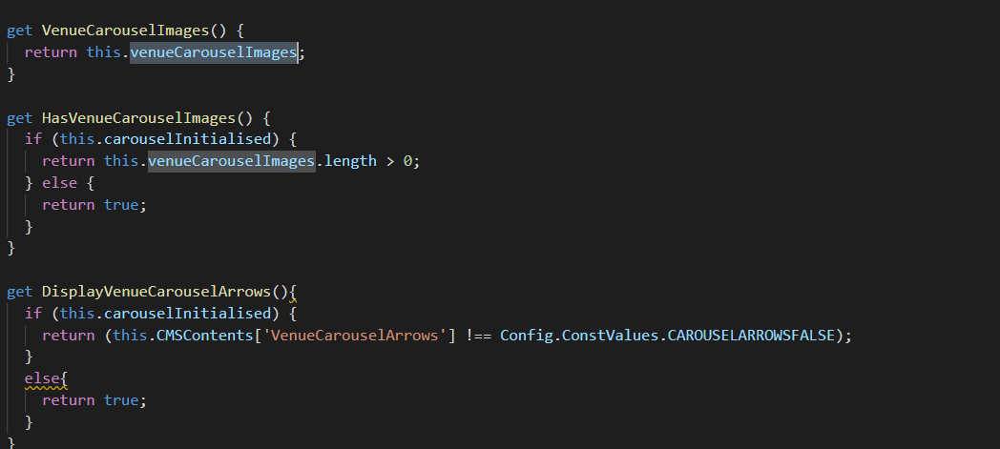 get VenueCarouselImages() {
return this.venueCarouselImages;
}
get HasVenueCarouselImages() {
if (this.carouselInitialised) {
return this.venueCarouselImages.length > 0;
} else {
return true;
}
}
get DisplayVenueCarouselArrows(){
if (this.carouselInitialised) {
return (this.CMSContents['VenueCarouselArrows'] !== Config.ConstValues.CAROUSELARROWSFALSE);
}
else{
return true;
}
}